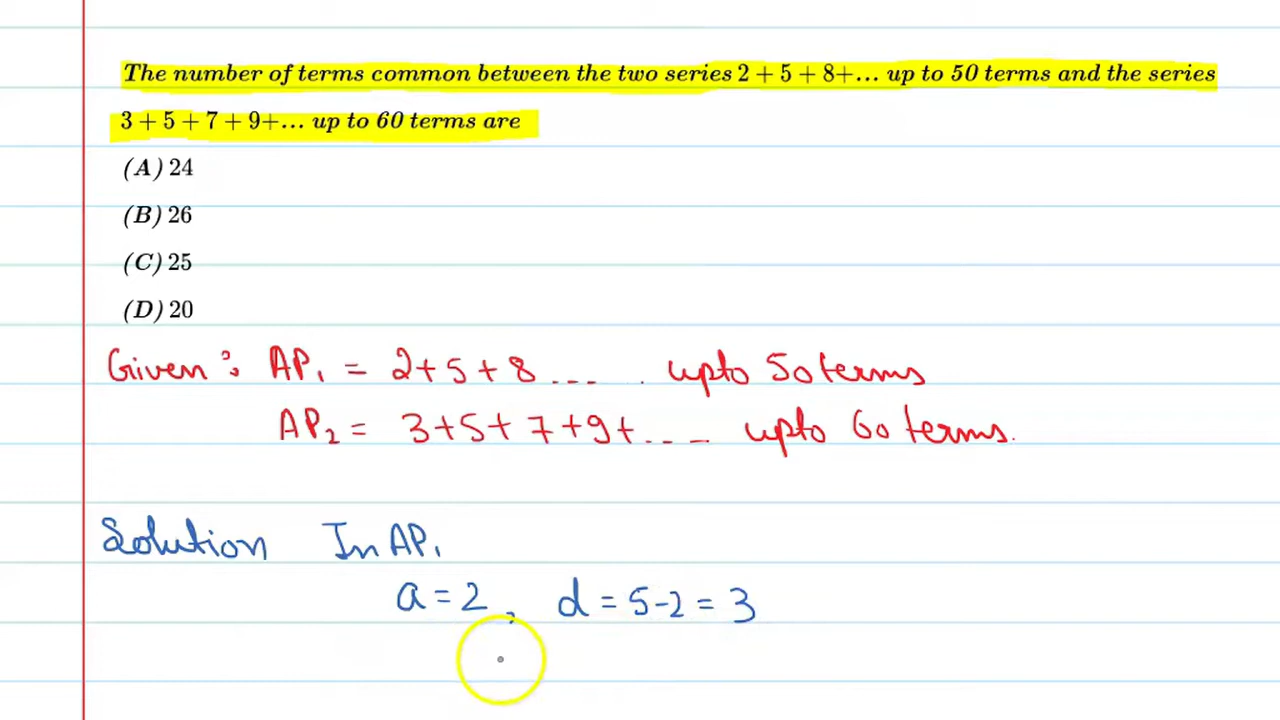 The number of terms common between the two series 2 + 5 + 8+... up to 50 terms and the series
3 + 5 + 7 + 9+... up to 60 terms are
(A) 24
(B) 26
(C) 25
(D) 20
Given : AP₁ = 2+5+8 ..... upto 50 terms
AP₂ = 3+5+7+9+.... upto 60 terms.
Solution In AP₁
a = 2, d = 5-2 = 3